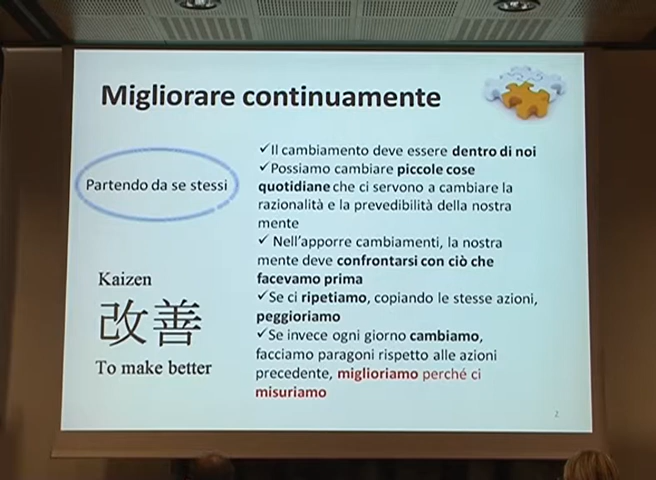 Migliorare continuamente
Partendo da se stessi
Kaizen
改善
To make better
✓Il cambiamento deve essere dentro di noi
✓Possiamo cambiare piccole cose
quotidiane che ci servono a cambiare la
razionalità e la prevedibilità della nostra
mente
✓ Nell'apporre cambiamenti, la nostra
mente deve confrontarsi con ciò che
facevamo prima
✓Se ci ripetiamo, copiando le stesse azioni,
peggioriamo
✓Se invece ogni giorno cambiamo,
facciamo paragoni rispetto alle azioni
precedente, miglioriamo perché ci
misuriamo
2